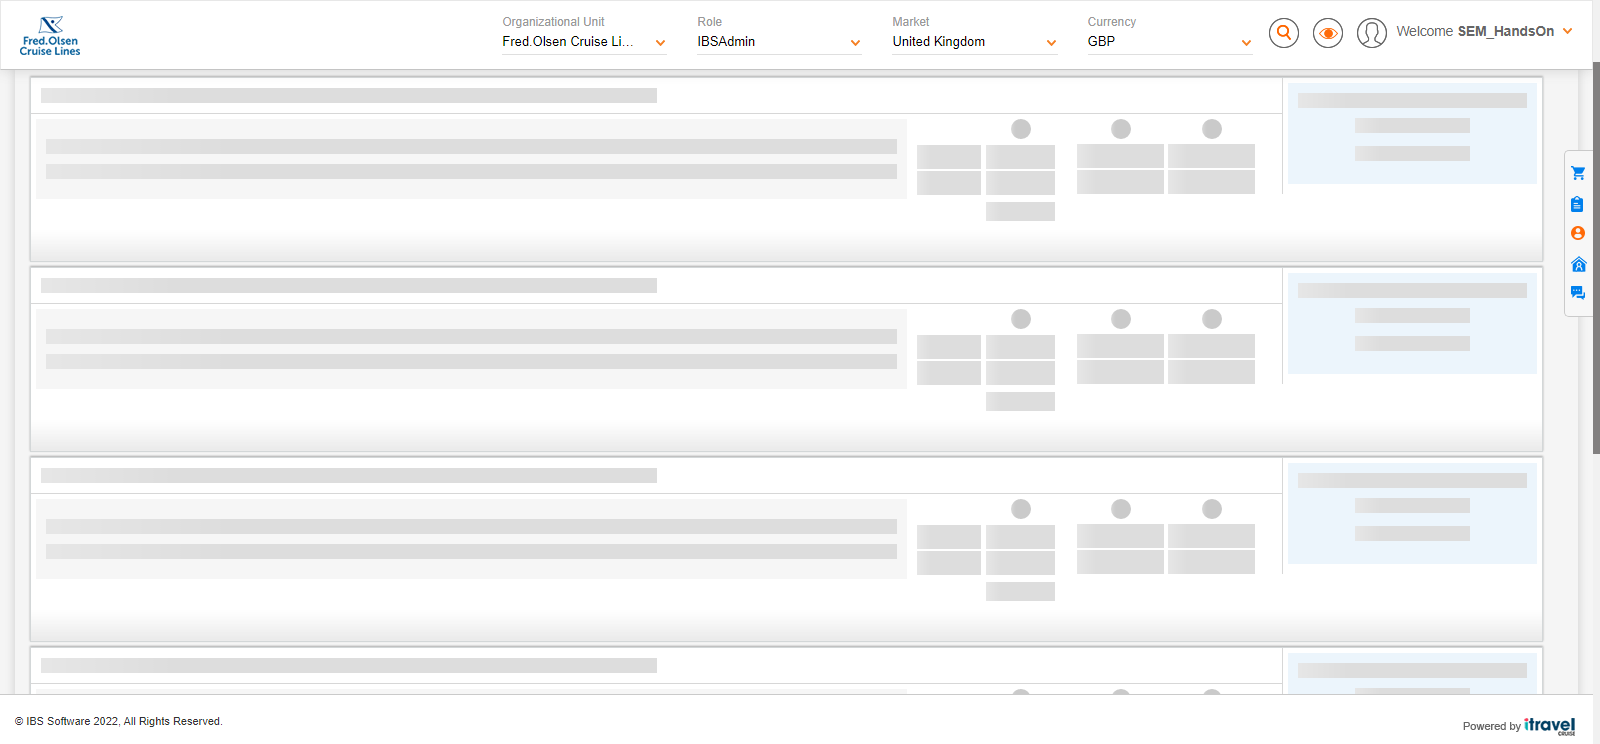 Fred.Olsen
Cruise Lines
Organizational Unit
Fred.Olsen Cruise Li...
Role
IBSAdmin
Market
United Kingdom
Currency
GBP
Welcome SEM_HandsOn
© IBS Software 2022, All Rights Reserved.
Powered by itravel
CRUISE